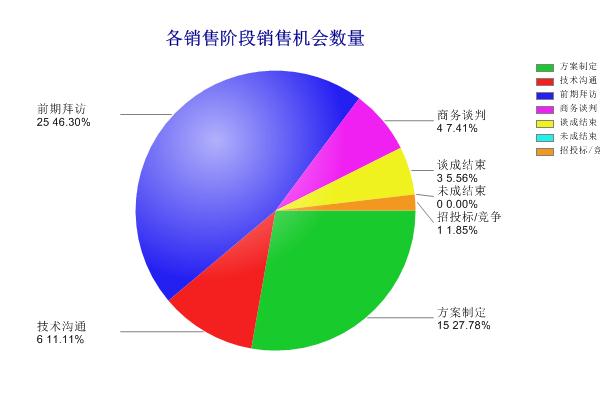 各销售阶段销售机会数量
前期拜访
25 46.30%
商务谈判
4 7.41%
谈成结束
3 5.56%
未成结束
0 0.00%
招投标/竞争
1 1.85%
方案制定
15 27.78%
技术沟通
6 11.11%
方案制定
技术沟通
前期拜访
商务谈判
谈成结束
未成结束
招投标/